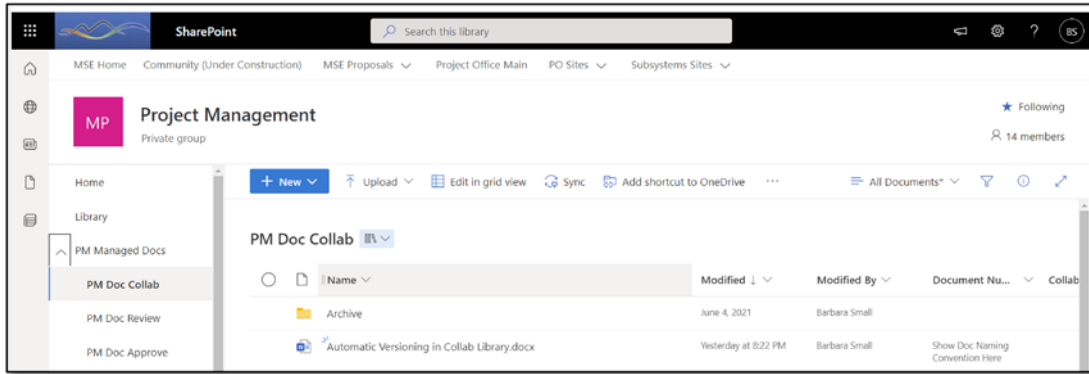 SharePoint
Search this library
?
BS
MSE Home Community (Under Construction) MSE Proposals Project Office Main PO Sites Subsystems Sites
MP
Project Management
Private group
Following
14 members
Home
Library
PM Managed Docs
PM Doc Collab
PM Doc Review
PM Doc Approve
+ New Upload Edit in grid view Sync Add shortcut to OneDrive ... All Documents*
PM Doc Collab
Name Modified ↓ Modified By Document Nu... Collab
Archive June 4, 2021 Barbara Small
Automatic Versioning in Collab Library.docx Yesterday at 8:22 PM Barbara Small Show Doc Naming
Convention Here